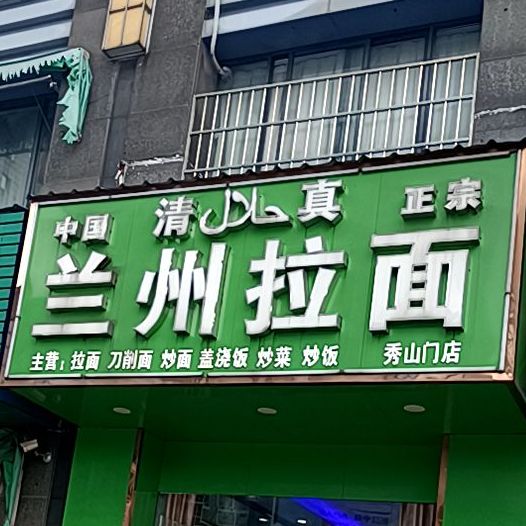 中国 清 حلال 真 正宗
兰州拉面
主营：拉面 刀削面 炒面 盖浇饭 炒菜 炒饭 秀山门店